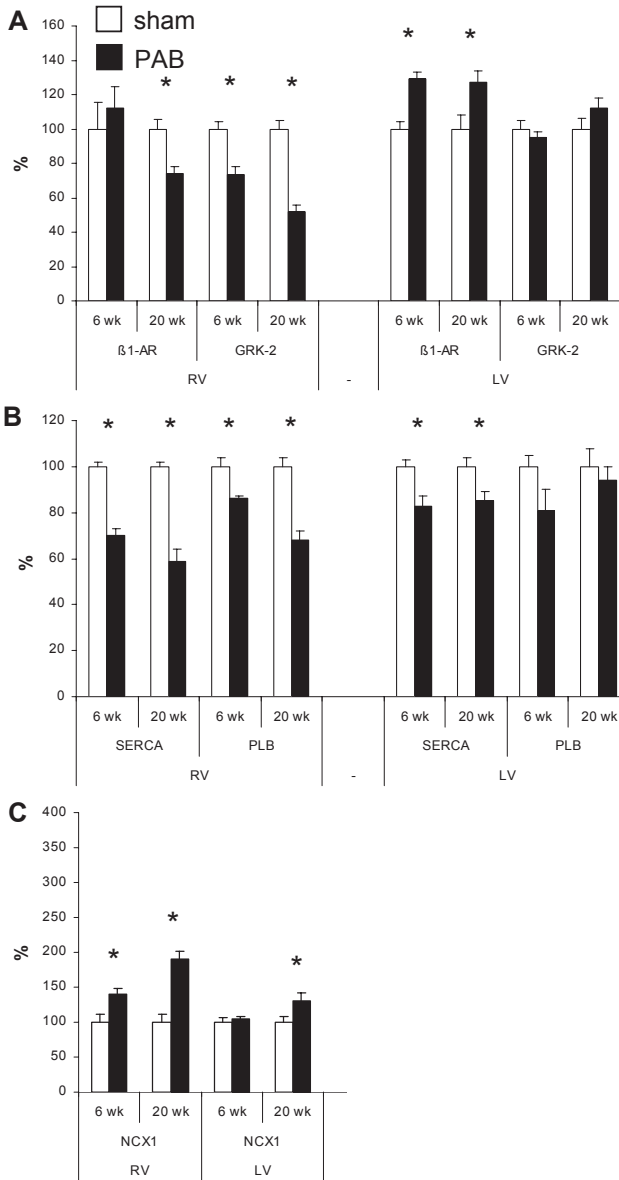 A
sham
PAB
160
140
120
100
80
60
40
20
0
%
* * * * * *
6 wk 20 wk 6 wk 20 wk 6 wk 20 wk 6 wk 20 wk
ß1-AR GRK-2 ß1-AR GRK-2
RV - LV
B
120
100
80
60
40
20
0
%
* * * * * *
6 wk 20 wk 6 wk 20 wk 6 wk 20 wk 6 wk 20 wk
SERCA PLB SERCA PLB
RV - LV
C
400
350
300
250
200
150
100
50
0
%
* * *
6 wk 20 wk 6 wk 20 wk
NCX1 NCX1
RV LV